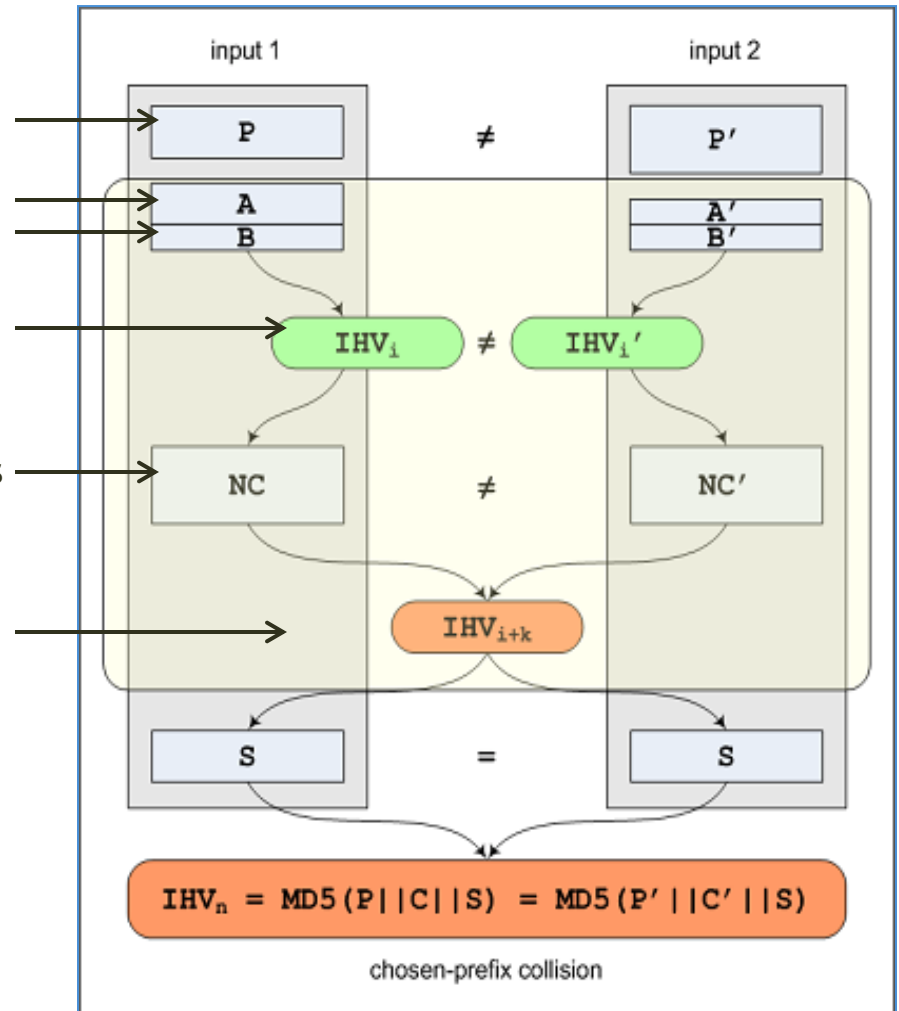 input 1 input 2
P ≠ P′
A A′
B B′
IHVᵢ ≠ IHVᵢ′
s
NC ≠ NC′
IHVᵢ₊ₖ
S = S
IHVₙ = MD5(P||C||S) = MD5(P′||C′||S)
chosen-prefix collision